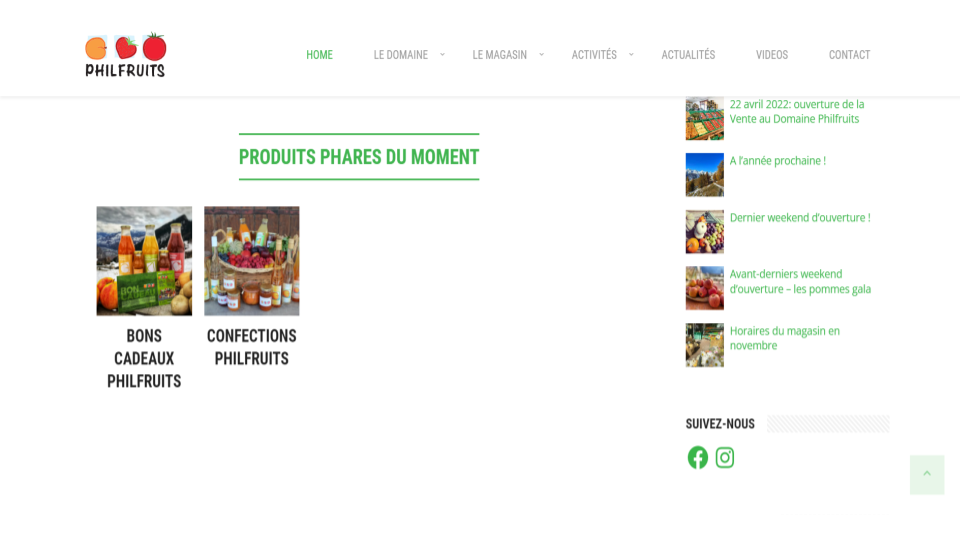 PHILFRUITS
HOME
LE DOMAINE
LE MAGASIN
ACTIVITÉS
ACTUALITÉS
VIDEOS
CONTACT
PRODUITS PHARES DU MOMENT
BONS
CADEAUX
PHILFRUITS
CONFECTIONS
PHILFRUITS
22 avril 2022: ouverture de la
Vente au Domaine Philfruits
A l'année prochaine !
Dernier weekend d'ouverture !
Avant-derniers weekend
d'ouverture – les pommes gala
Horaires du magasin en
novembre
SUIVEZ-NOUS